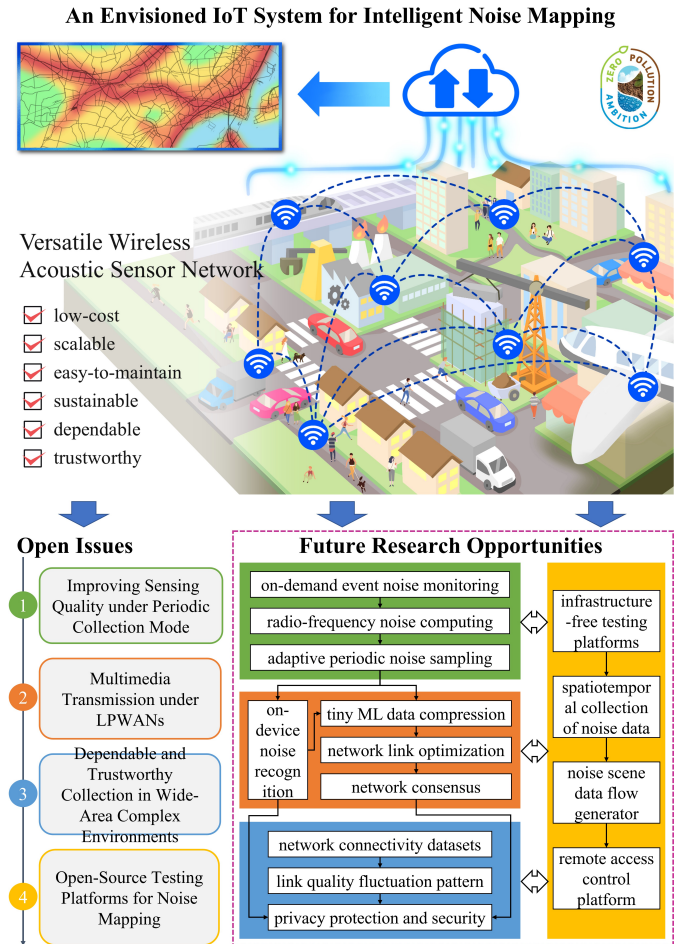 An Envisioned IoT System for Intelligent Noise Mapping
ZERO POLLUTION
AMBITION
Versatile Wireless
Acoustic Sensor Network
low-cost
scalable
easy-to-maintain
sustainable
dependable
trustworthy
Open Issues
1
Improving Sensing
Quality under Periodic
Collection Mode
2
Multimedia
Transmission under
LPWANs
3
Dependable and
Trustworthy
Collection in Wide-
Area Complex
Environments
4
Open-Source Testing
Platforms for Noise
Mapping
Future Research Opportunities
on-demand event noise monitoring
radio-frequency noise computing
adaptive periodic noise sampling
on-
device
noise
recog
nition
tiny ML data compression
network link optimization
network consensus
network connectivity datasets
link quality fluctuation pattern
privacy protection and security
infrastructure
-free testing
platforms
spatiotempor
al collection
of noise data
noise scene
data flow
generator
remote access
control
platform